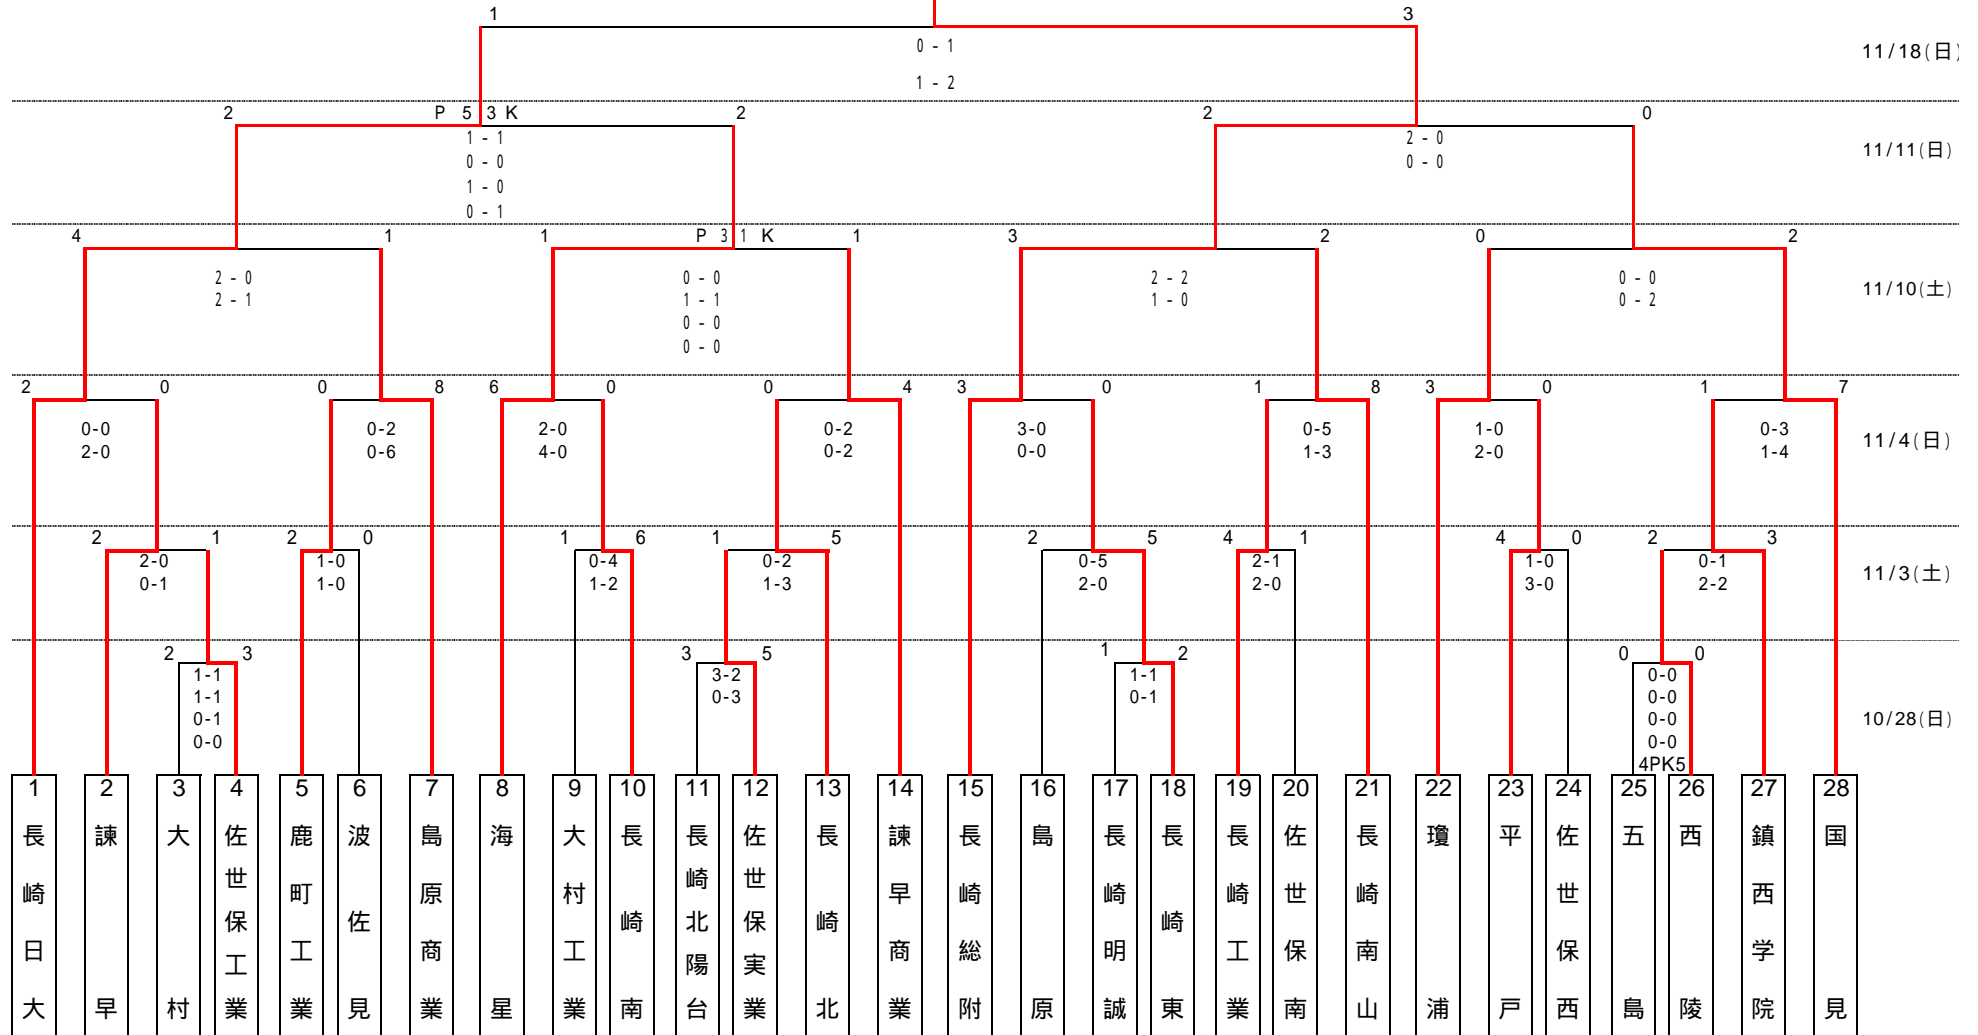 1 3
0 - 1
11/18(日)
1 - 2
2 P 5 3 K 2 2 0
1 - 1 2 - 0
0 - 0 0 - 0 11/11(日)
1 - 0
0 - 1
4 1 1 P 3 1 K 1 3 2 0 2
2 - 0 0 - 0 2 - 2 0 - 0
2 - 1 1 - 1 1 - 0 0 - 2 11/10(土)
0 - 0
0 - 0
2 0 0 8 6 0 0 4 3 0 1 8 3 0 1 7
0-0 0-2 2-0 0-2 3-0 0-5 1-0 0-3
2-0 0-6 4-0 0-2 0-0 1-3 2-0 1-4 11/4(日)
2 1 2 0 1 6 1 5 2 5 4 1 4 0 2 3
2-0 1-0 0-4 0-2 0-5 2-1 1-0 0-1
0-1 1-0 1-2 1-3 2-0 2-0 3-0 2-2 11/3(土)
2 3 3 5 1 2 0 0
1-1 3-2 1-1 0-0
1-1 0-3 0-1 0-0
0-1 0-0 10/28(日)
0-0 0-0
4PK5
1 長崎日大
2 諫早
3 大村
4 佐世保工業
5 鹿町工業
6 波佐見
7 島原商業
8 海星
9 大村工業
10 長崎南
11 長崎北陽台
12 佐世保実業
13 長崎北
14 諫早商業
15 長崎総附
16 島原
17 長崎明誠
18 長崎東
19 長崎工業
20 佐世保南
21 長崎南山
22 瓊浦
23 平戸
24 佐世保西
25 五島
26 西陵
27 鎮西学院
28 国見